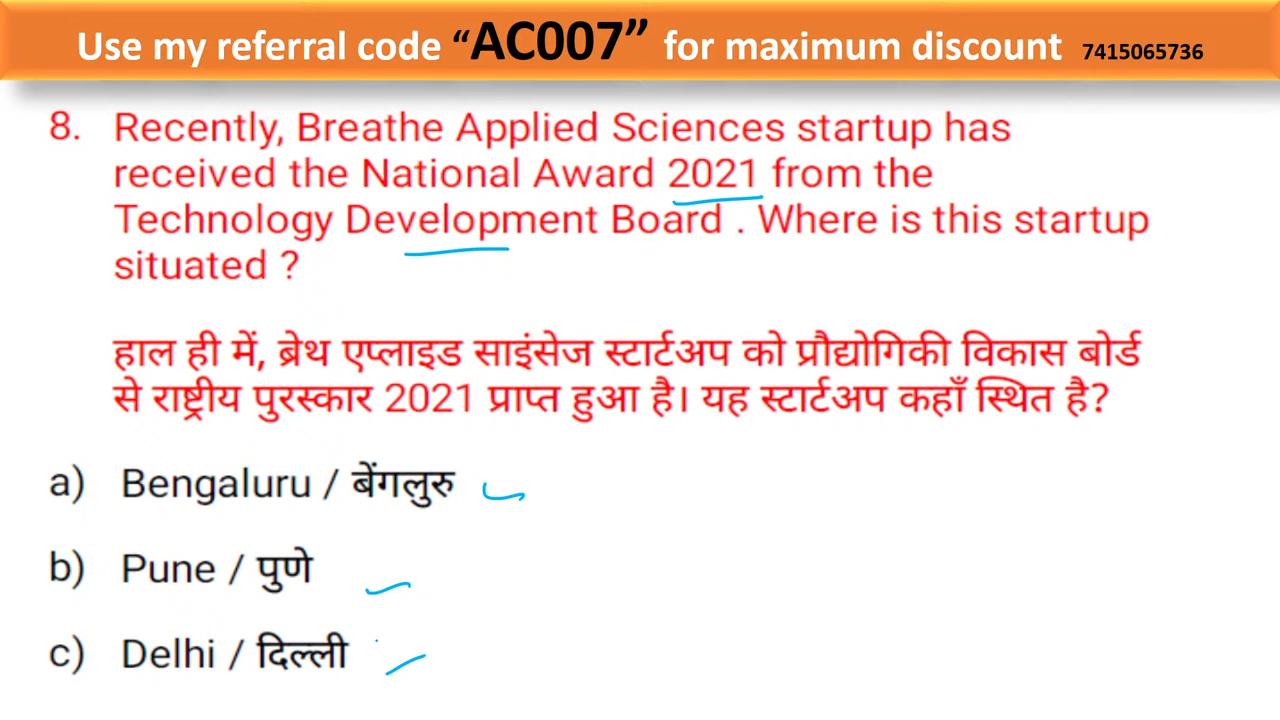 Use my referral code “AC007” for maximum discount 7415065736
8. Recently, Breathe Applied Sciences startup has
received the National Award 2021 from the
Technology Development Board . Where is this startup
situated ?
हाल ही में, ब्रेथ एप्लाइड साइंसेज स्टार्टअप को प्रौद्योगिकी विकास बोर्ड
से राष्ट्रीय पुरस्कार 2021 प्राप्त हुआ है। यह स्टार्टअप कहाँ स्थित है?
a) Bengaluru / बेंगलुरु
b) Pune / पुणे
c) Delhi / दिल्ली